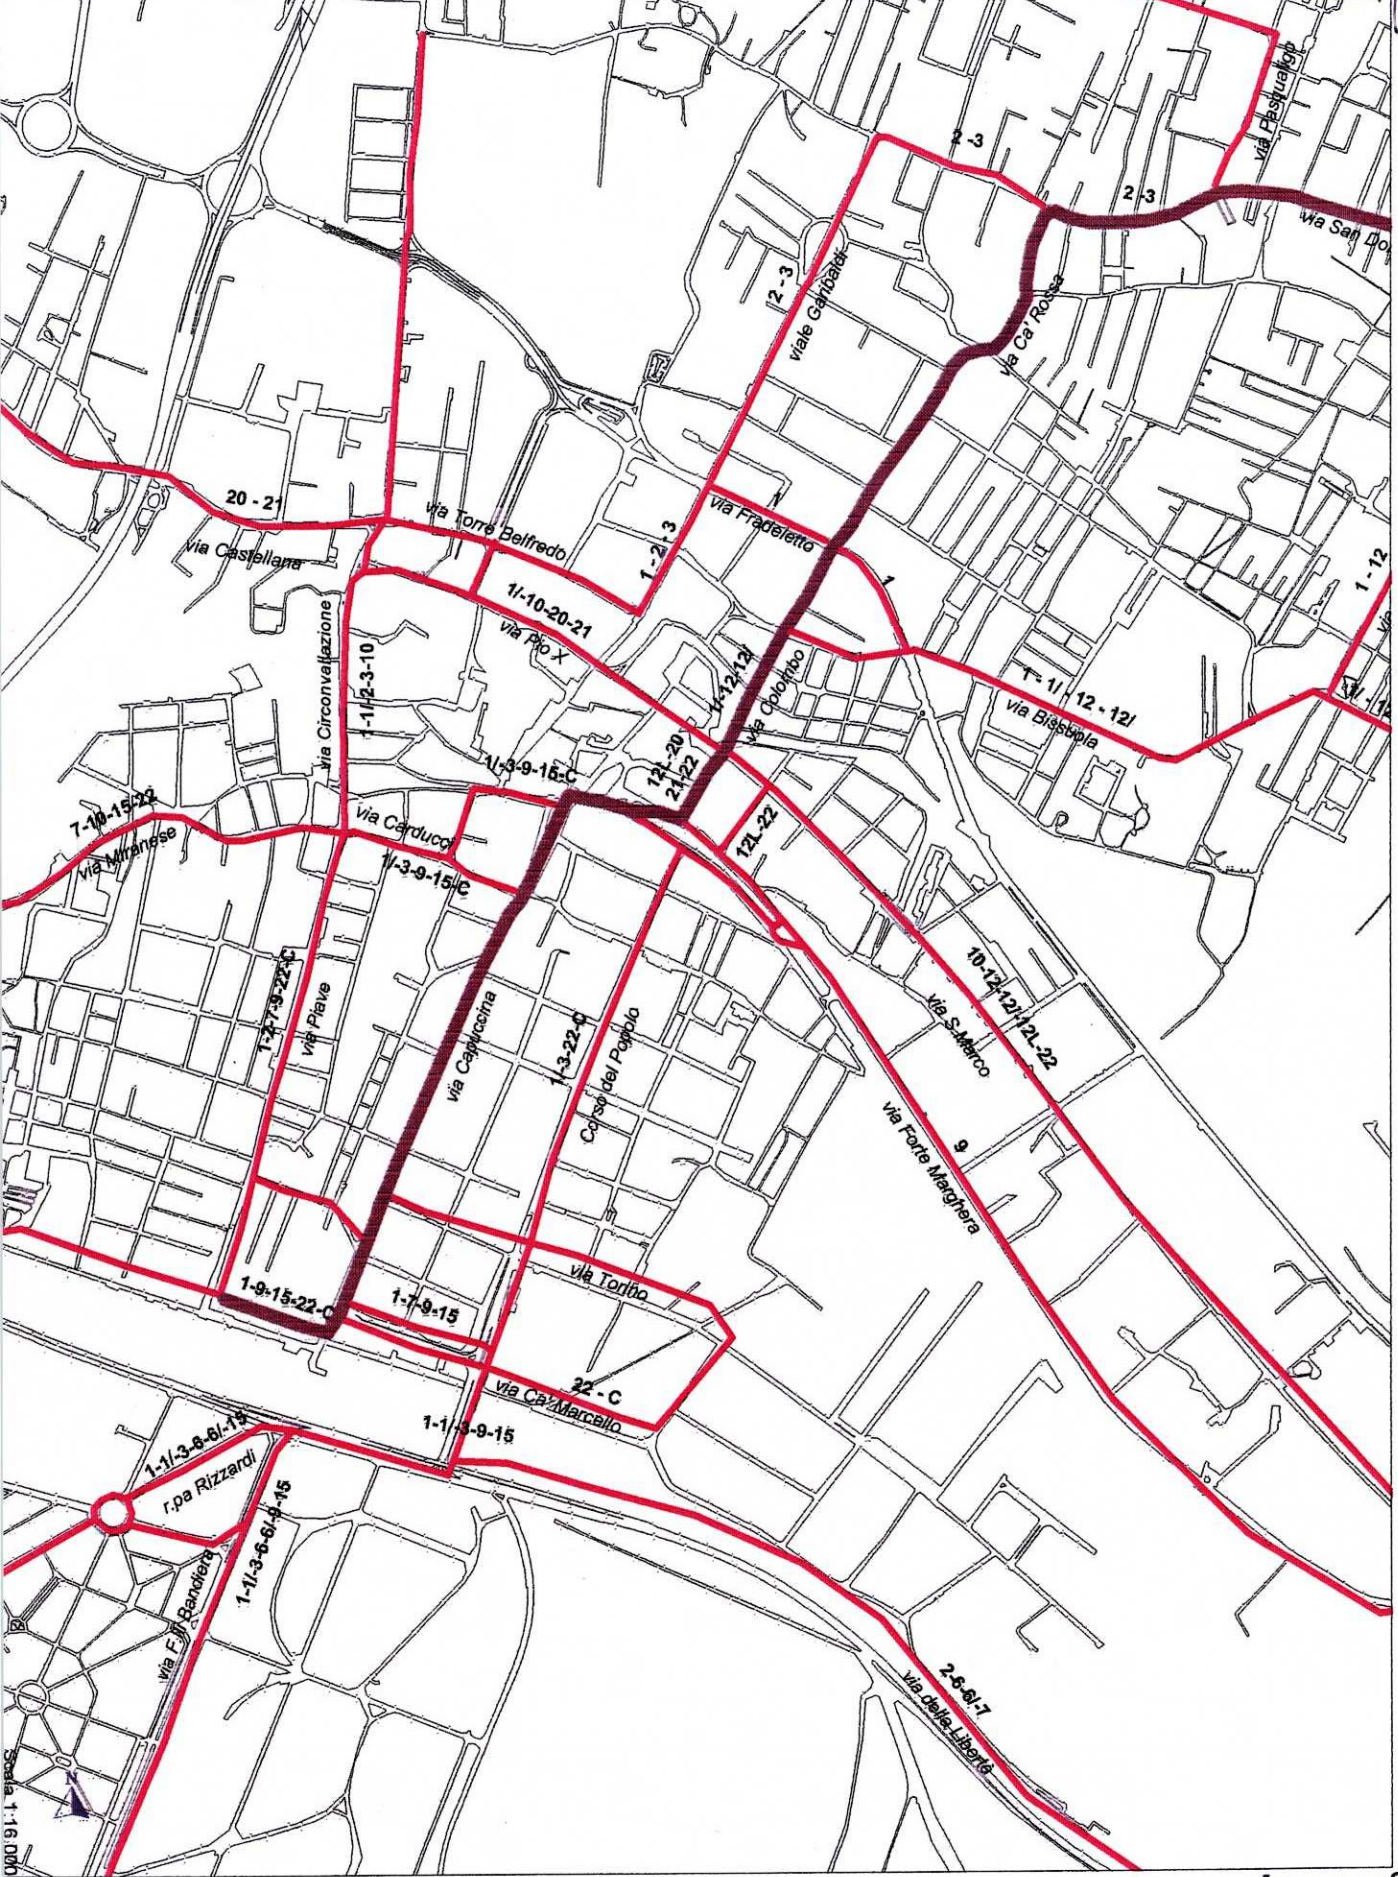 via Pasqualigo
2 -3
2 -3
via San Do
2 - 3
viale Garibaldi
via Ca' Rossa
20 - 21
via Castellana
via Torre Belfredo
1 - 2 - 3
via Fradeletto
1
1
1 - 12
1/-10-20-21
via Pio X
via Circonvallazione
1-1/-2-3-10
1/-12-12/
via Colombo
1 - 1/ - 12 - 12/
via Bissuola
1/-3-9-15-C
12L-20
21-22
7-10-15-22
via Miranese
via Carducci
1/-3-9-15-C
12L-22
1-2-7-9-22-C
via Piave
via Capuccina
1/-3-22-C
Corso del Popolo
10-12-12/-12L-22
via S.Marco
via Forte Marghera
9
1-9-15-22-C
1-7-9-15
via Torino
via Ca' Marcello
22 - C
1-1/-3-9-15
1-1/-3-6-6/-15
r.pa Rizzardi
1-1/-3-6-6/-9-15
via F.lli Bandiera
2-6-6/-7
via della Libertà
N
Scala 1:16.000